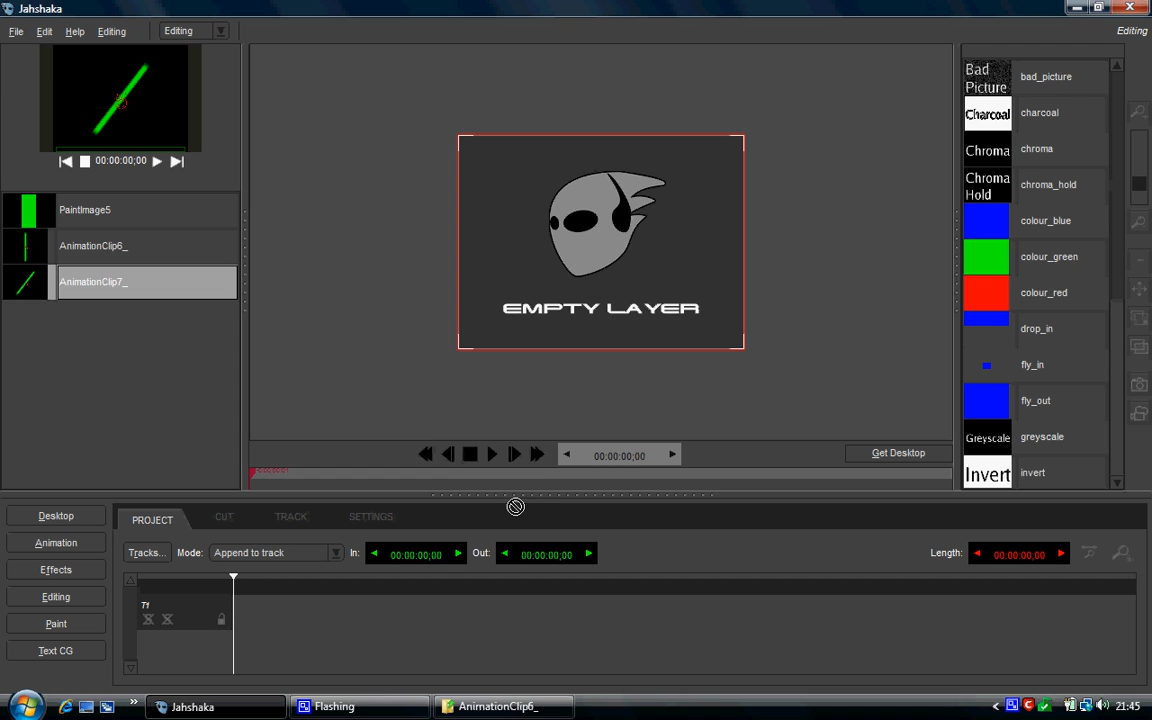 Jahshaka
File Edit Help Editing Editing Editing
00:00:00;00
PaintImage5
AnimationClip6_
AnimationClip7_
EMPTY LAYER
00:00:00;00
Get Desktop
Bad Picture bad_picture
Charcoal charcoal
Chroma chroma
Chroma Hold chroma_hold
colour_blue
colour_green
colour_red
drop_in
fly_in
fly_out
Greyscale greyscale
Invert invert
Desktop
Animation
Effects
Editing
Paint
Text CG
PROJECT CUT TRACK SETTINGS
Tracks... Mode: Append to track In: 00:00:00;00 Out: 00:00:00;00 Length: 00:00:00;00
T1
Jahshaka Flashing AnimationClip6_ 21:45